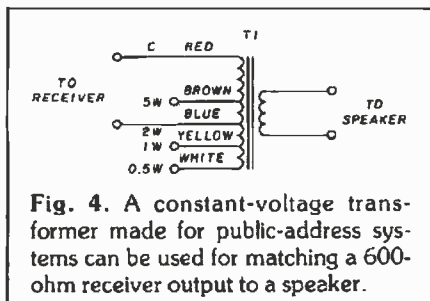 T1
C RED
TO
RECEIVER
BROWN
5W
BLUE
2W
YELLOW
1W
WHITE
0.5W
TO
SPEAKER
Fig. 4. A constant-voltage trans-
former made for public-address sys-
tems can be used for matching a 600-
ohm receiver output to a speaker.